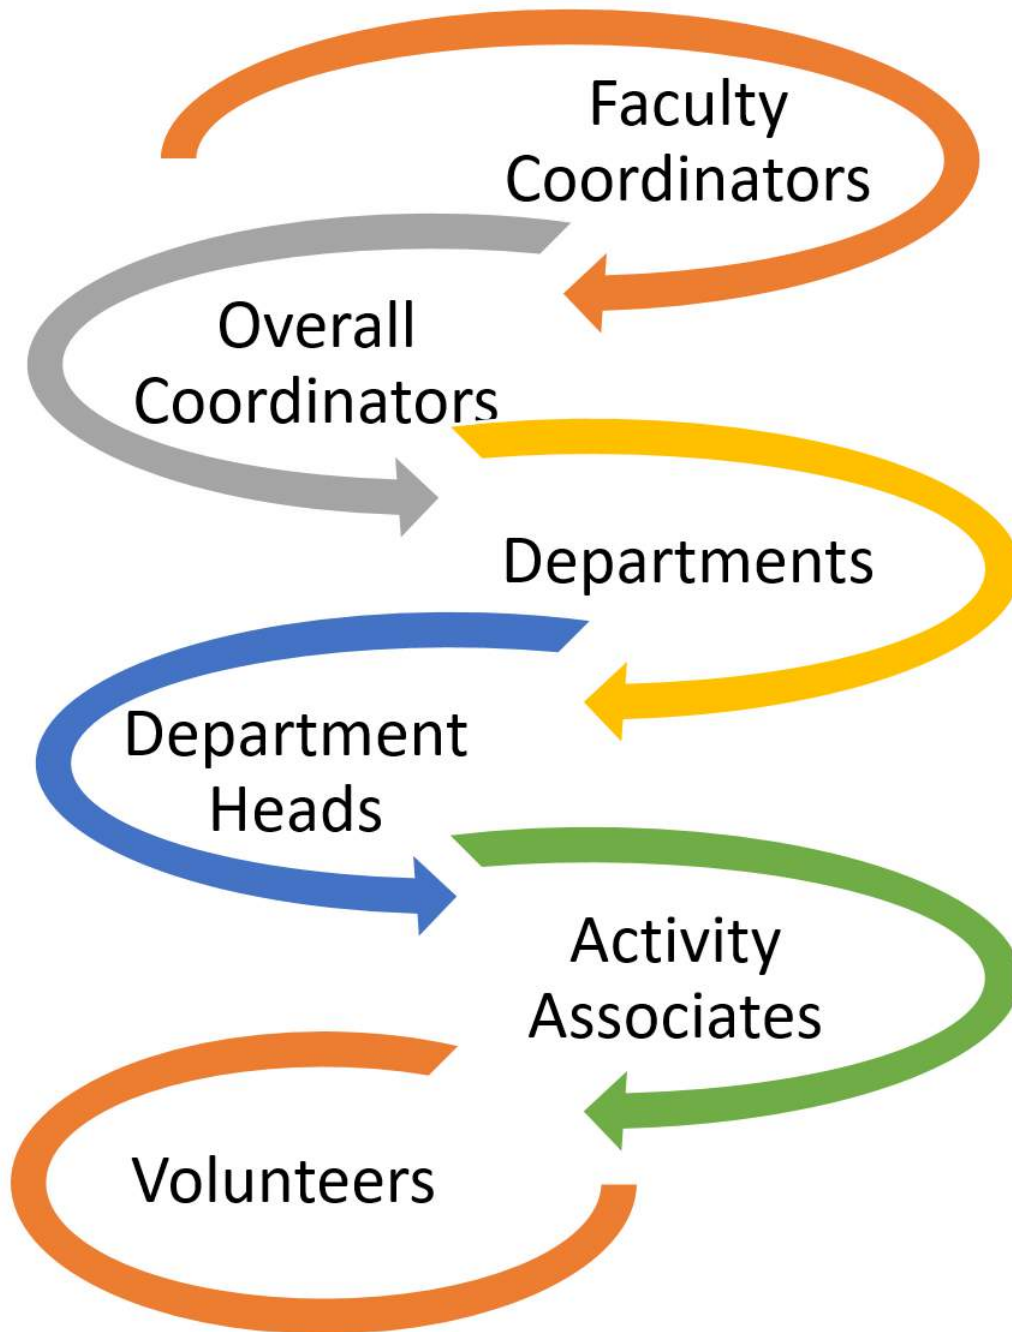 Faculty
Coordinators
Overall
Coordinators
Departments
Department
Heads
Activity
Associates
Volunteers